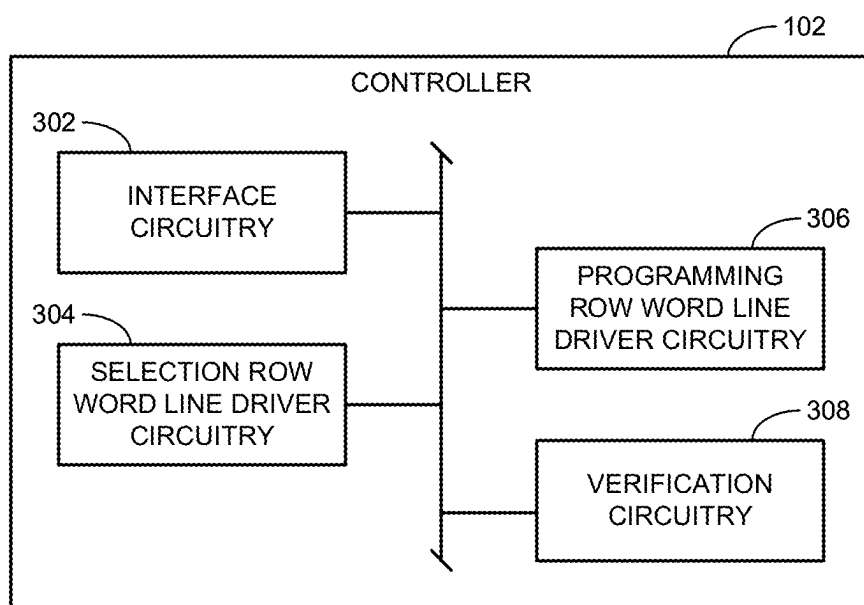 102
CONTROLLER
302
INTERFACE
CIRCUITRY
306
PROGRAMMING
ROW WORD LINE
DRIVER CIRCUITRY
304
SELECTION ROW
WORD LINE DRIVER
CIRCUITRY
308
VERIFICATION
CIRCUITRY